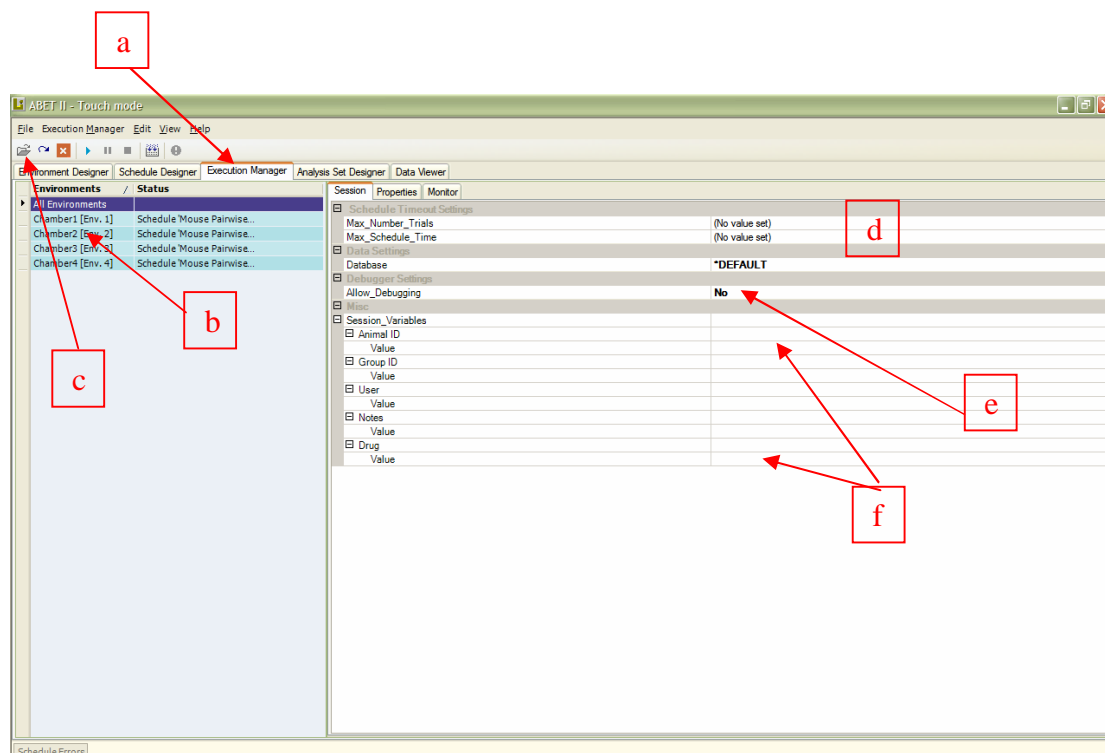 a
ABET II - Touch mode
File Execution Manager Edit View Help
Environment Designer Schedule Designer Execution Manager Analysis Set Designer Data Viewer
Environments / Status
Session Properties Monitor
All Environments
Chamber1 [Env. 1] Schedule 'Mouse Pairwise...
Chamber2 [Env. 2] Schedule 'Mouse Pairwise...
Chamber3 [Env. 3] Schedule 'Mouse Pairwise...
Chamber4 [Env. 4] Schedule 'Mouse Pairwise...
Schedule Timeout Settings
Max_Number_Trials (No value set)
Max_Schedule_Time (No value set)
d
Data Settings
Database *DEFAULT
Debugger Settings
Allow_Debugging No
Misc
Session_Variables
Animal ID
Value
Group ID
Value
User
Value
Notes
Value
Drug
Value
b
c
e
f
Schedule Errors